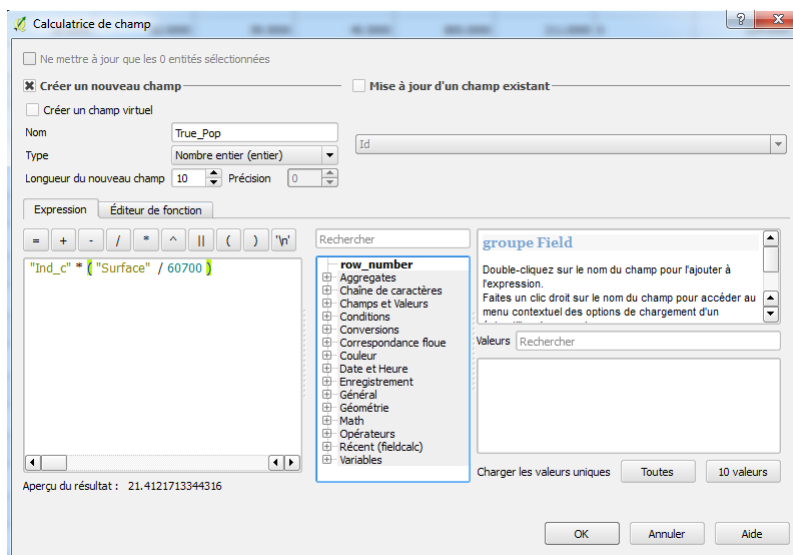 Calculatrice de champ
?
Ne mettre à jour que les 0 entités sélectionnées
Créer un nouveau champ
Mise à jour d'un champ existant
Créer un champ virtuel
Nom True_Pop
Id
Type Nombre entier (entier)
Longueur du nouveau champ 10 Précision 0
Expression Éditeur de fonction
= + - / * ^ || ( ) '\n'
"Ind_c" * ( "Surface" / 60700 )
Aperçu du résultat : 21.4121713344316
Rechercher
row_number
Aggregates
Chaîne de caractères
Champs et Valeurs
Conditions
Conversions
Correspondance floue
Couleur
Date et Heure
Enregistrement
Général
Géométrie
Math
Opérateurs
Récent (fieldcalc)
Variables
groupe Field
Double-cliquez sur le nom du champ pour l'ajouter à
l'expression.
Faites un clic droit sur le nom du champ pour accéder au
menu contextuel des options de chargement d'un
Valeurs Rechercher
Charger les valeurs uniques Toutes 10 valeurs
OK Annuler Aide